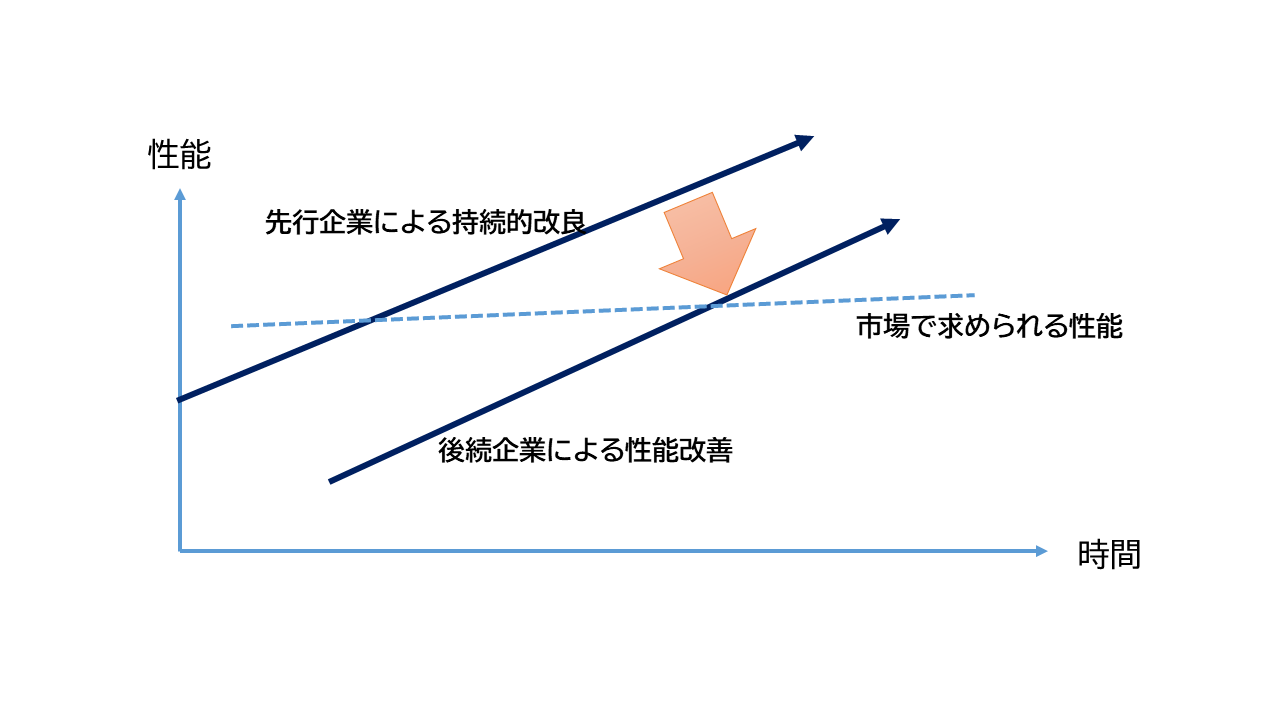 性能
先行企業による持続的改良
市場で求められる性能
後続企業による性能改善
時間